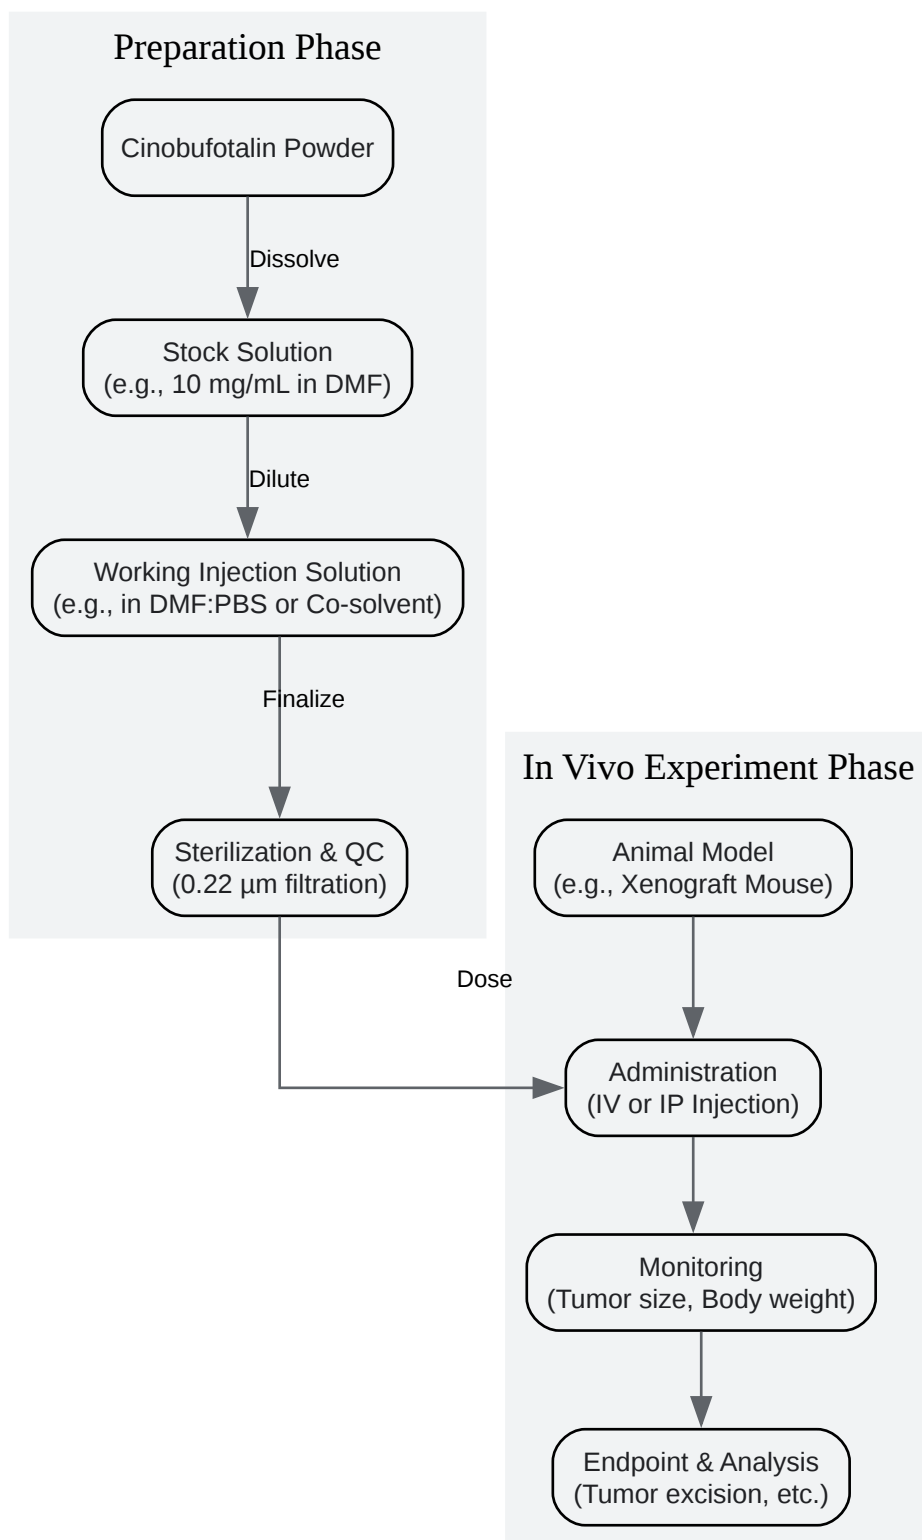 Preparation Phase
Cinobufotalin Powder
Dissolve
Stock Solution
(e.g., 10 mg/mL in DMF)
Dilute
Working Injection Solution
(e.g., in DMF:PBS or Co-solvent)
Finalize
Sterilization & QC
(0.22 µm filtration)
Dose
In Vivo Experiment Phase
Animal Model
(e.g., Xenograft Mouse)
Administration
(IV or IP Injection)
Monitoring
(Tumor size, Body weight)
Endpoint & Analysis
(Tumor excision, etc.)